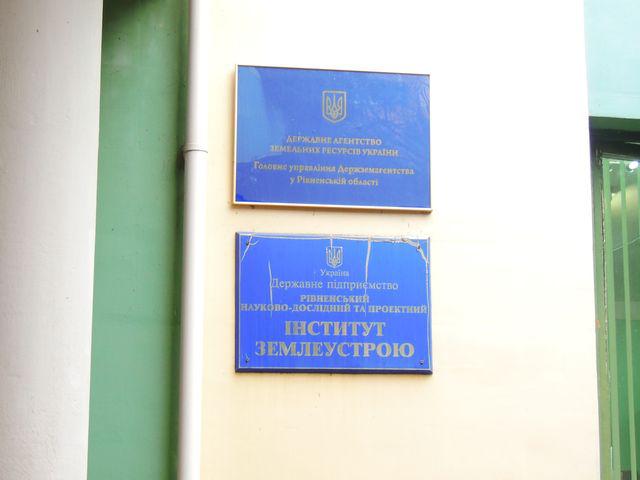 ДЕРЖАВНЕ АГЕНТСТВО
ЗЕМЕЛЬНИХ РЕСУРСІВ УКРАЇНИ
Головне управління Держземагентства
у Рівненській області
Україна
Державне підприємство
РІВНЕНСЬКИЙ
НАУКОВО-ДОСЛІДНИЙ ТА ПРОЕКТНИЙ
ІНСТИТУТ
ЗЕМЛЕУСТРОЮ